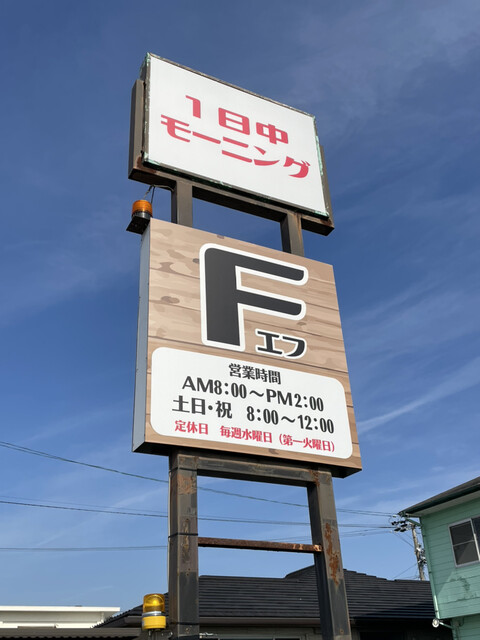 1日中
モーニング
F
エフ
営業時間
AM8:00〜PM2:00
土日・祝 8:00〜12:00
定休日 毎週水曜日（第一火曜日）